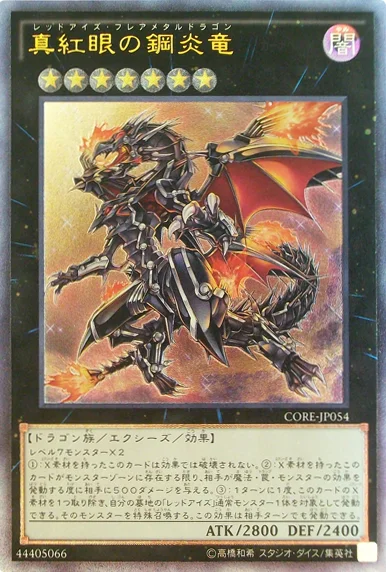 レッドアイズ・フレアメタルドラゴン
真紅眼の鋼炎竜
ヤミ
闇
CORE-JP054
【ドラゴン族/エクシーズ/効果】
レベル7モンスター×2
①:X素材を持ったこのカードは効果では破壊されない。②:X素材を持ったこの
カードがモンスターゾーンに存在する限り、相手が魔法・罠・モンスターの効果を
発動する度に相手に500ダメージを与える。③:1ターンに1度、このカードのX
素材を1つ取り除き、自分の墓地の「レッドアイズ」通常モンスター1体を対象として発動
できる。そのモンスターを特殊召喚する。この効果は相手ターンでも発動できる。
ATK/2800 DEF/2400
44405066
©高橋和希 スタジオ・ダイス/集英社